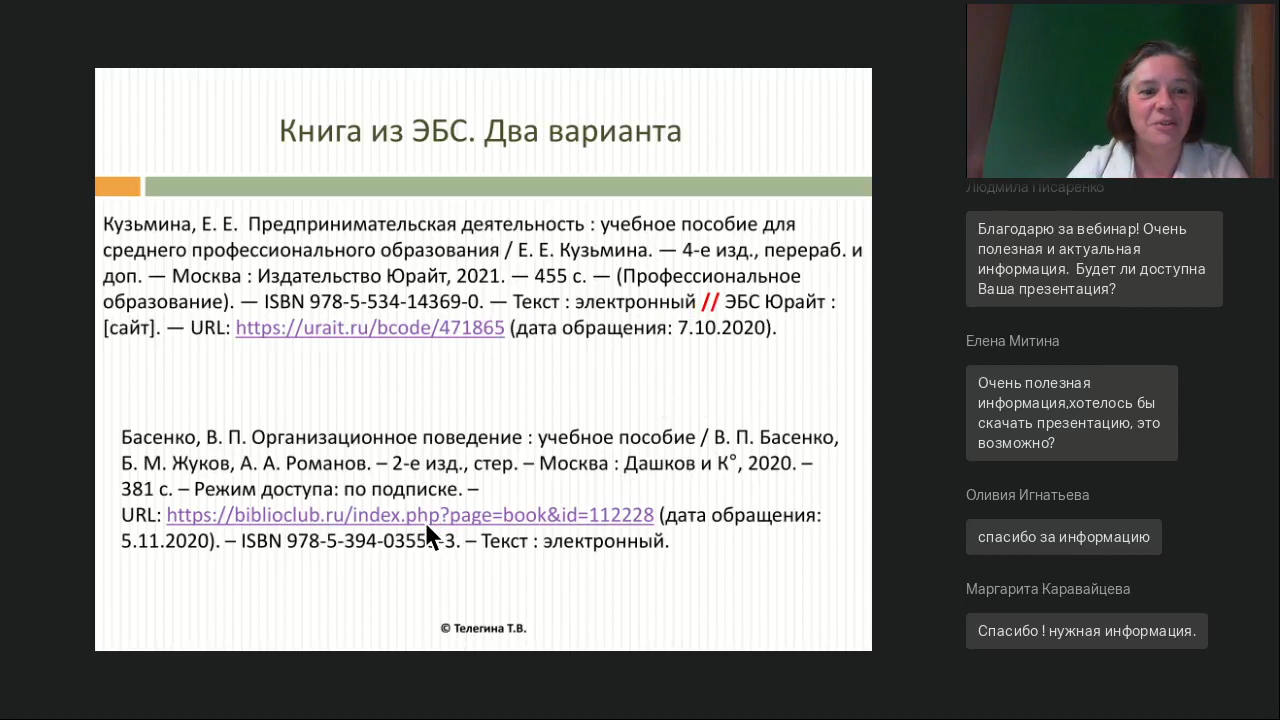 Книга из ЭБС. Два варианта
Кузьмина, Е. Е. Предпринимательская деятельность : учебное пособие для
среднего профессионального образования / Е. Е. Кузьмина. — 4-е изд., перераб. и
доп. — Москва : Издательство Юрайт, 2021. — 455 с. — (Профессиональное
образование). — ISBN 978-5-534-14369-0. — Текст : электронный // ЭБС Юрайт :
[сайт]. — URL: https://urait.ru/bcode/471865 (дата обращения: 7.10.2020).
Басенко, В. П. Организационное поведение : учебное пособие / В. П. Басенко,
Б. М. Жуков, А. А. Романов. – 2-е изд., стер. – Москва : Дашков и К°, 2020. –
381 с. – Режим доступа: по подписке. –
URL: https://biblioclub.ru/index.php?page=book&id=112228 (дата обращения:
5.11.2020). – ISBN – Текст : электронный.
© Телегина Т.В.
Людмила Писаренко
Благодарю за вебинар! Очень
полезная и актуальная
информация. Будет ли доступна
Ваша презентация?
Елена Митина
Очень полезная
информация,хотелось бы
скачать презентацию, это
возможно?
Оливия Игнатьева
спасибо за информацию
Маргарита Каравайцева
Спасибо ! нужная информация.